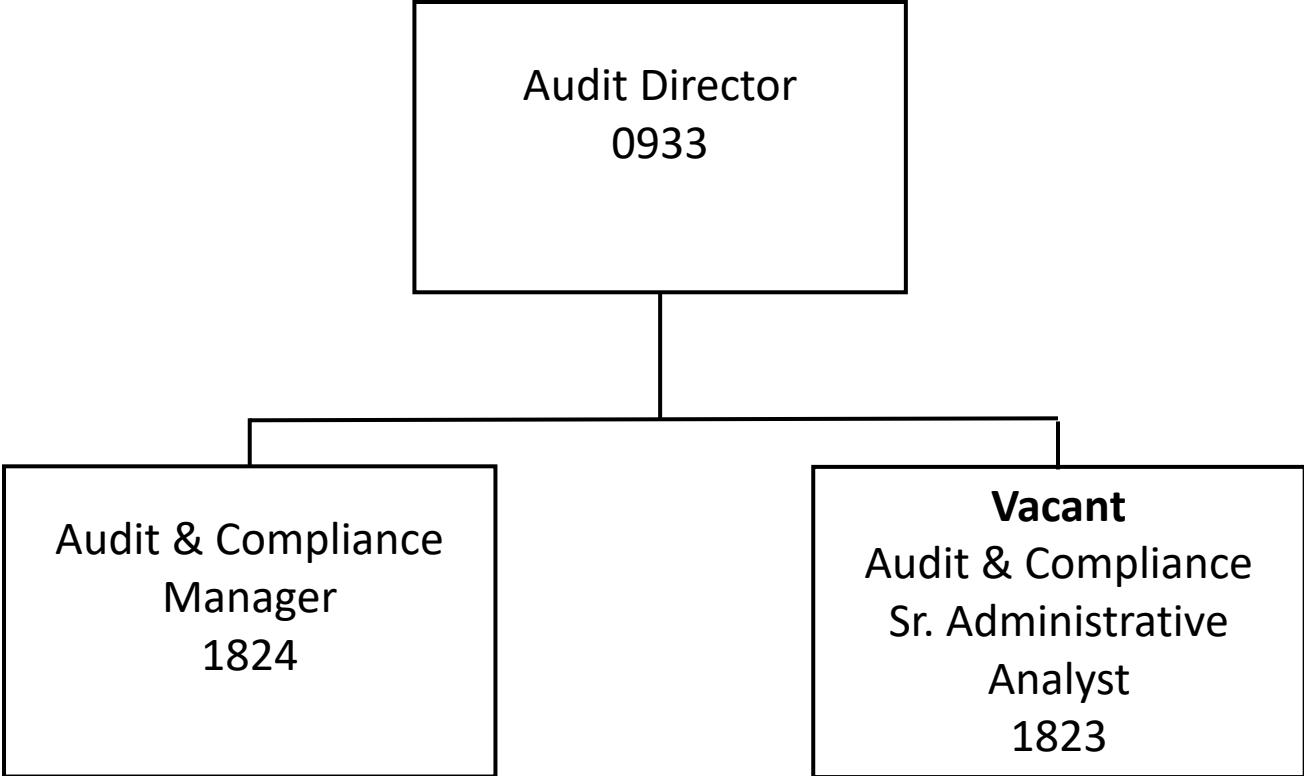 Audit Director
0933
Audit & Compliance
Manager
1824
Vacant
Audit & Compliance
Sr. Administrative
Analyst
1823